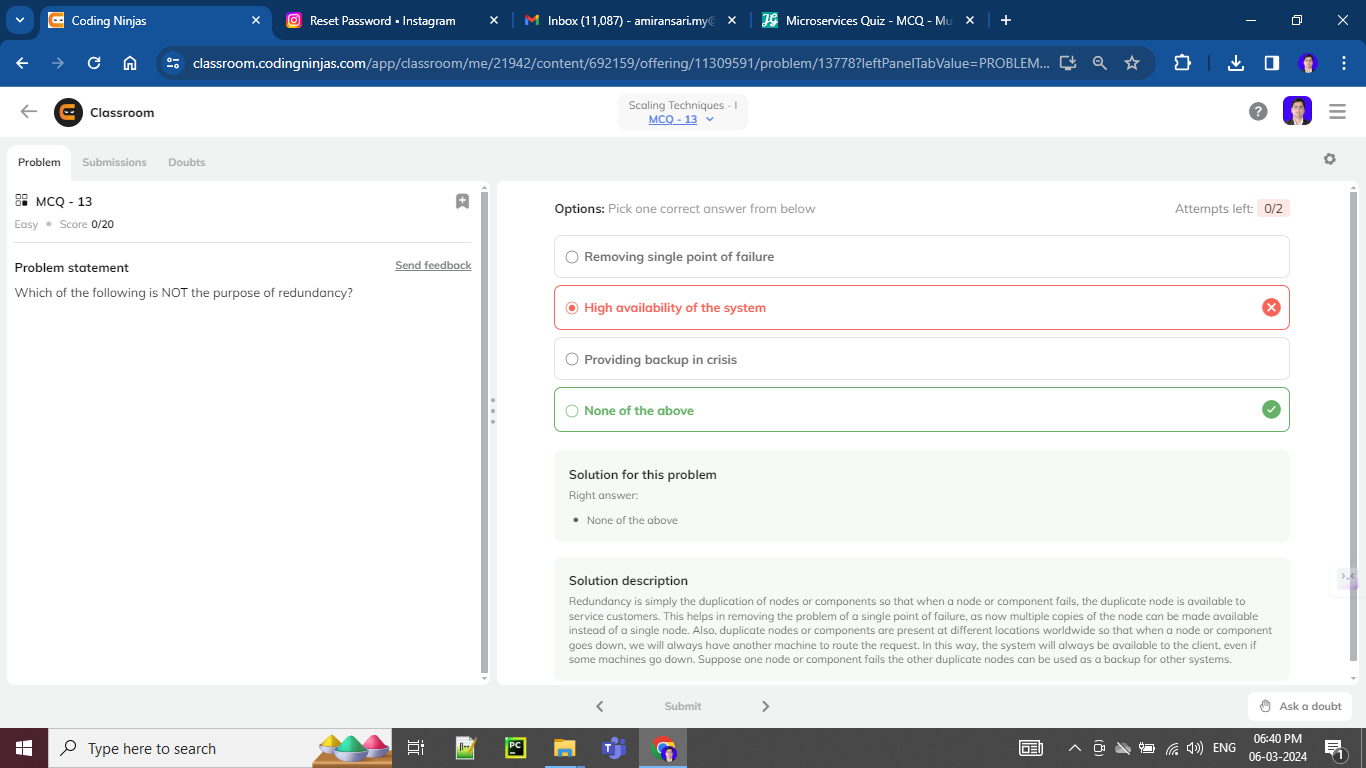 Coding Ninjas
Reset Password • Instagram
Inbox (11,087) - amiransari.my@
Microservices Quiz - MCQ - Mu
classroom.codingninjas.com/app/classroom/me/21942/content/692159/offering/11309591/problem/13778?leftPanelTabValue=PROBLEM...
Classroom
Scaling Techniques - I
MCQ - 13
Problem
Submissions
Doubts
MCQ - 13
Easy • Score 0/20
Problem statement
Send feedback
Which of the following is NOT the purpose of redundancy?
Options: Pick one correct answer from below
Attempts left: 0/2
Removing single point of failure
High availability of the system
Providing backup in crisis
None of the above
Solution for this problem
Right answer:
• None of the above
Solution description
Redundancy is simply the duplication of nodes or components so that when a node or component fails, the duplicate node is available to
service customers. This helps in removing the problem of a single point of failure, as now multiple copies of the node can be made available
instead of a single node. Also, duplicate nodes or components are present at different locations worldwide so that when a node or component
goes down, we will always have another machine to route the request. In this way, the system will always be available to the client, even if
some machines go down. Suppose one node or component fails the other duplicate nodes can be used as a backup for other systems.
Submit
Ask a doubt
Type here to search
PC
ENG
06:40 PM
06-03-2024
1